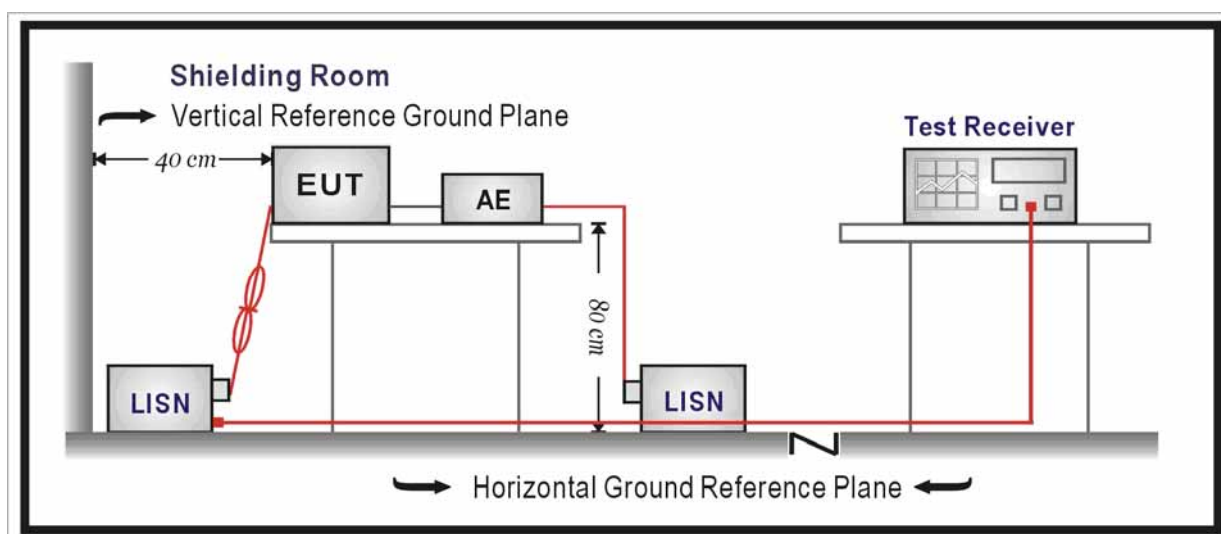 Shielding Room
Vertical Reference Ground Plane
40 cm
EUT
AE
Test Receiver
80 cm
LISN
LISN
Horizontal Ground Reference Plane